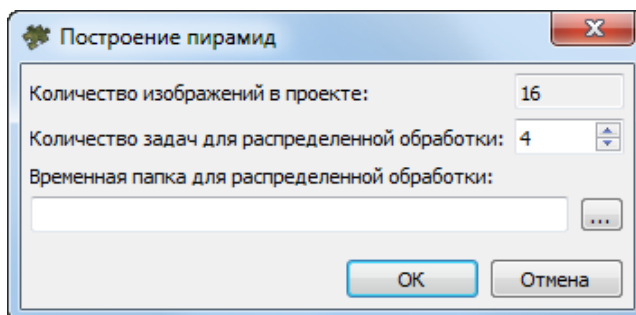 Построение пирамид
Количество изображений в проекте: 16
Количество задач для распределенной обработки: 4
Временная папка для распределенной обработки:
...
OK Отмена